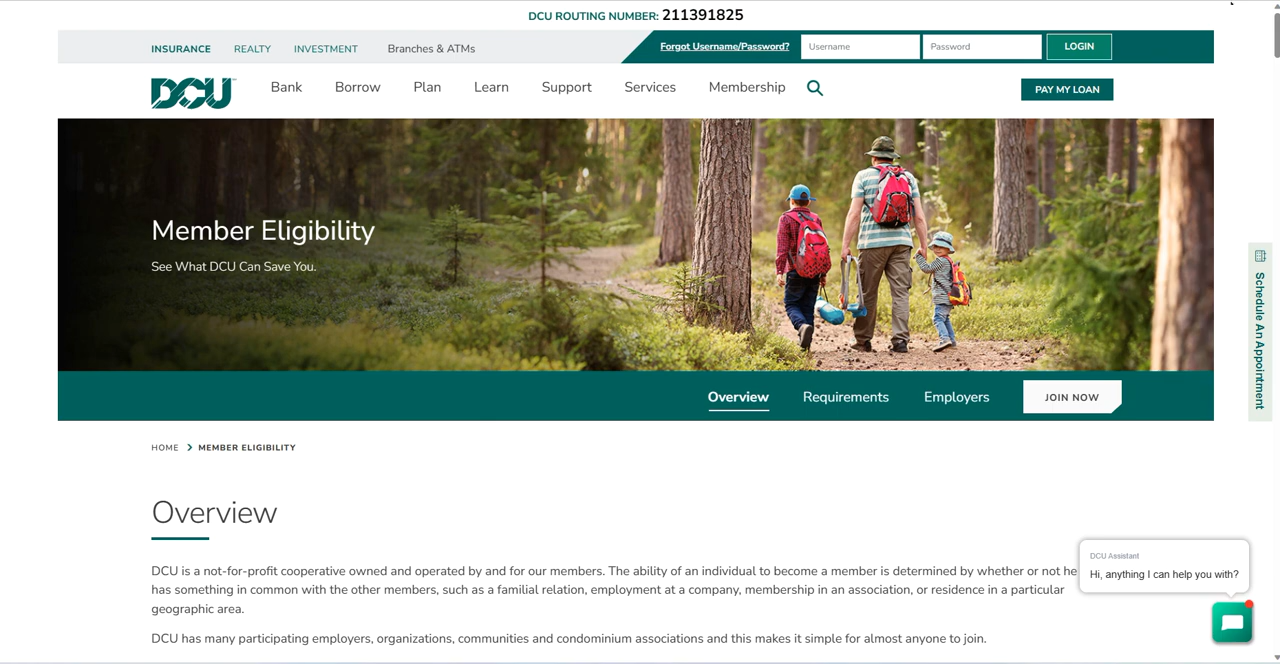 DCU ROUTING NUMBER: 211391825
INSURANCE REALTY INVESTMENT Branches & ATMs Forgot Username/Password? Username Password LOGIN
DCU Bank Borrow Plan Learn Support Services Membership PAY MY LOAN
Member Eligibility
See What DCU Can Save You.
Schedule An Appointment
Overview Requirements Employers JOIN NOW
HOME MEMBER ELIGIBILITY
Overview
DCU is a not-for-profit cooperative owned and operated by and for our members. The ability of an individual to become a member is determined by whether or not he
has something in common with the other members, such as a familial relation, employment at a company, membership in an association, or residence in a particular
geographic area.
DCU has many participating employers, organizations, communities and condominium associations and this makes it simple for almost anyone to join.
DCU Assistant
Hi, anything I can help you with?